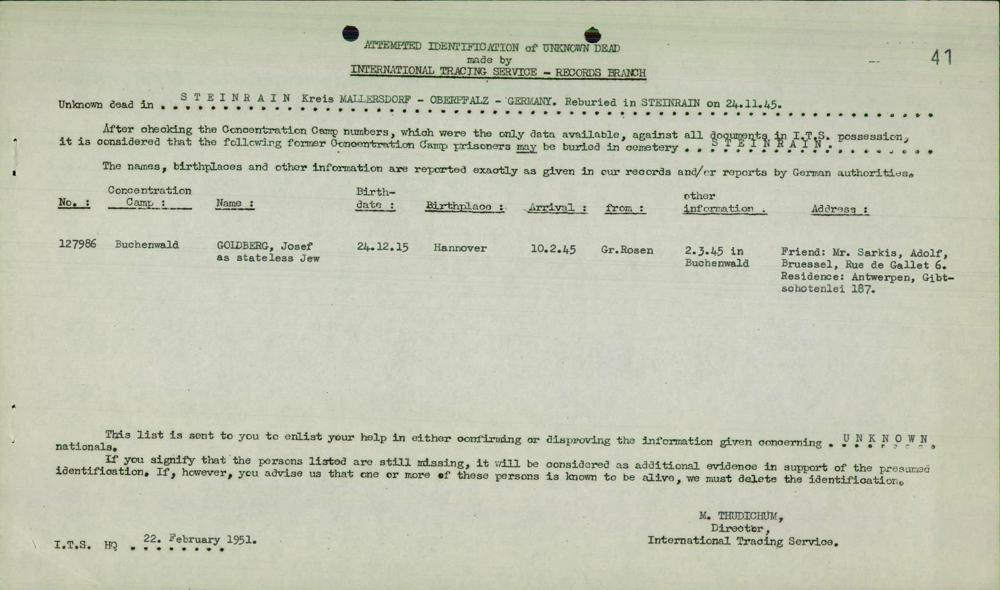 41
ATTEMPTED IDENTIFICATION of UNKNOWN DEAD
made by
INTERNATIONAL TRACING SERVICE - RECORDS BRANCH
Unknown dead in . S T E I N R A I N Kreis MALLERSDORF - OBERPFALZ - GERMANY. Reburied in STEINRAIN on 24.11.45.
After checking the Concentration Camp numbers, which were the only data available, against all documents in I.T.S. possession,
it is considered that the following former Concentration Camp prisoners may be buried in cemetery . . S T E I N R A I N .
The names, birthplaces and other information are reported exactly as given in our records and/or reports by German authorities.
No. : Concentration Camp : Name : Birth- date : Birthplace : Arrival : from : other information : Address :
127986 Buchenwald GOLDBERG, Josef 24.12.15 Hannover 10.2.45 Gr.Rosen 2.3.45 in Friend: Mr. Sarkis, Adolf,
as stateless Jew Buchenwald Bruessel, Rue de Gallet 6.
Residence: Antwerpen, Gibt-
schotenlei 187.
This list is sent to you to enlist your help in either confirming or disproving the information given concerning . U N K N O W N .
nationals.
If you signify that the persons listed are still missing, it will be considered as additional evidence in support of the presumed
identification. If, however, you advise us that one or more of these persons is known to be alive, we must delete the identification.
M. THUDICHUM,
Director,
International Tracing Service.
I.T.S. HQ 22. February 1951.